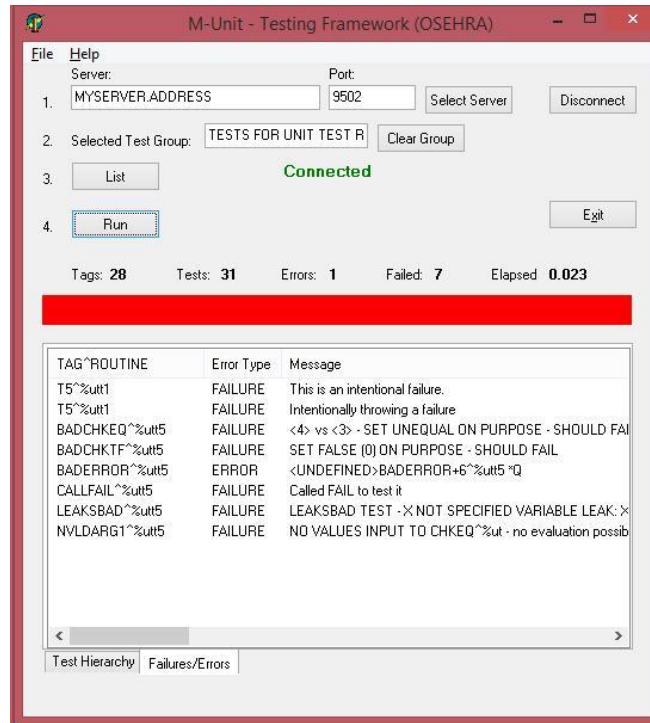 M-Unit - Testing Framework (OSEHRA)
File Help
Server: Port:
1. MYSERVER.ADDRESS 9502 Select Server Disconnect
2. Selected Test Group: TESTS FOR UNIT TEST R Clear Group
3. List Connected
4. Run Exit
Tags: 28 Tests: 31 Errors: 1 Failed: 7 Elapsed 0.023
TAG^ROUTINE Error Type Message
T5^%utt1 FAILURE This is an intentional failure.
T5^%utt1 FAILURE Intentionally throwing a failure
BADCHKEQ^%utt5 FAILURE <4> vs <3> - SET UNEQUAL ON PURPOSE - SHOULD FAI
BADCHKTF^%utt5 FAILURE SET FALSE (0) ON PURPOSE - SHOULD FAIL
BADERROR^%utt5 ERROR <UNDEFINED>BADERROR+6^%utt5 *Q
CALLFAIL^%utt5 FAILURE Called FAIL to test it
LEAKSBAD^%utt5 FAILURE LEAKSBAD TEST - X NOT SPECIFIED VARIABLE LEAK: X
NVLDARG1^%utt5 FAILURE NO VALUES INPUT TO CHKEQ^%ut - no evaluation possib
Test Hierarchy Failures/Errors